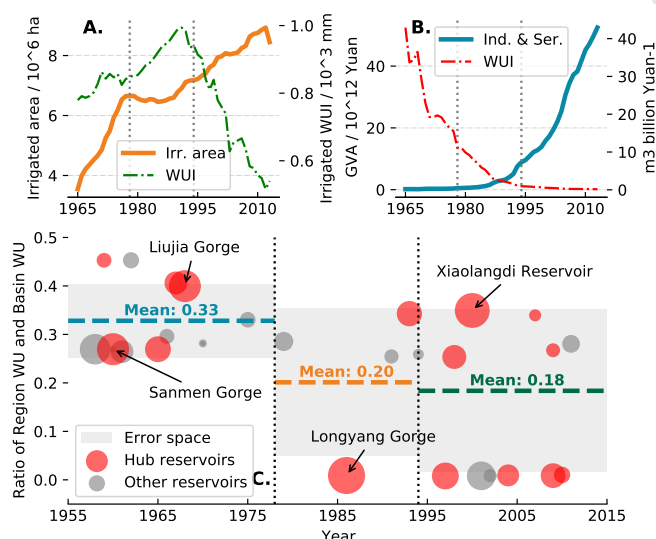 A.
Irrigated area / 10^6 ha
8
6
4
1965
1980
1995
2010
Irr. area
WUI
1.0
0.8
0.6
Irrigated WUI / 10^3 mm
B.
GVA / 10^12 Yuan
40
20
0
1965
1980
1995
2010
Ind. & Ser.
WUI
40
30
20
10
0
m3 billion Yuan-1
Ratio of Region WU and Basin WU
0.5
0.4
0.3
0.2
0.1
0.0
Liujia Gorge
Xiaolangdi Reservoir
Mean: 0.33
Mean: 0.20
Mean: 0.18
Sanmen Gorge
Longyang Gorge
Error space
Hub reservoirs
Other reservoirs
C.
1955
1965
1975
1985
1995
2005
2015
Year